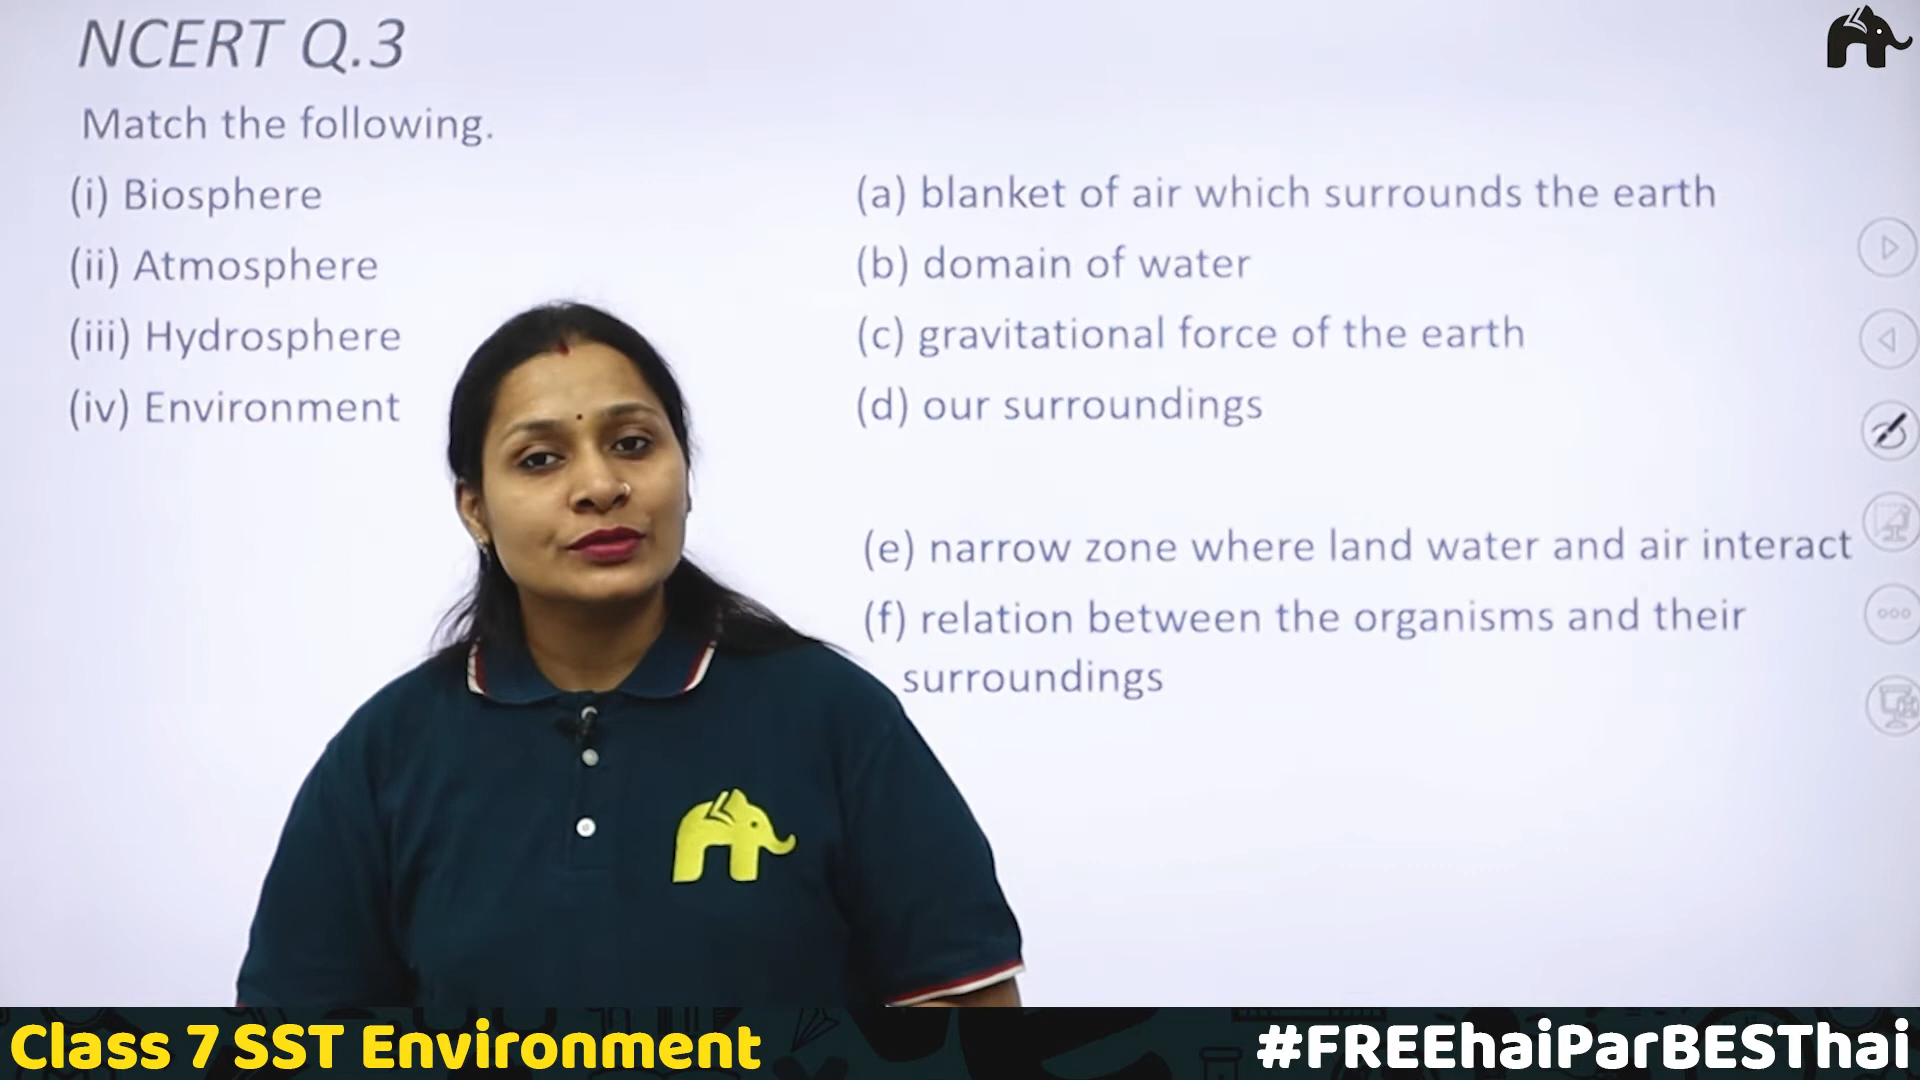 NCERT Q.3
Match the following.
(i) Biosphere
(a) blanket of air which surrounds the earth
(ii) Atmosphere
(b) domain of water
(iii) Hydrosphere
(c) gravitational force of the earth
(iv) Environment
(d) our surroundings
(e) narrow zone where land water and air interact
(f) relation between the organisms and their
surroundings
Class 7 SST Environment
#FREEhaiParBESThai